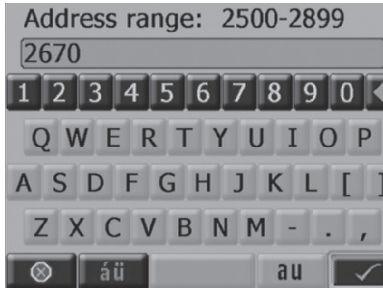 Address range: 2500-2899
2670
1 2 3 4 5 6 7 8 9 0
Q W E R T Y U I O P
A S D F G H J K L [ ]
Z X C V B N M - . ,
áü au